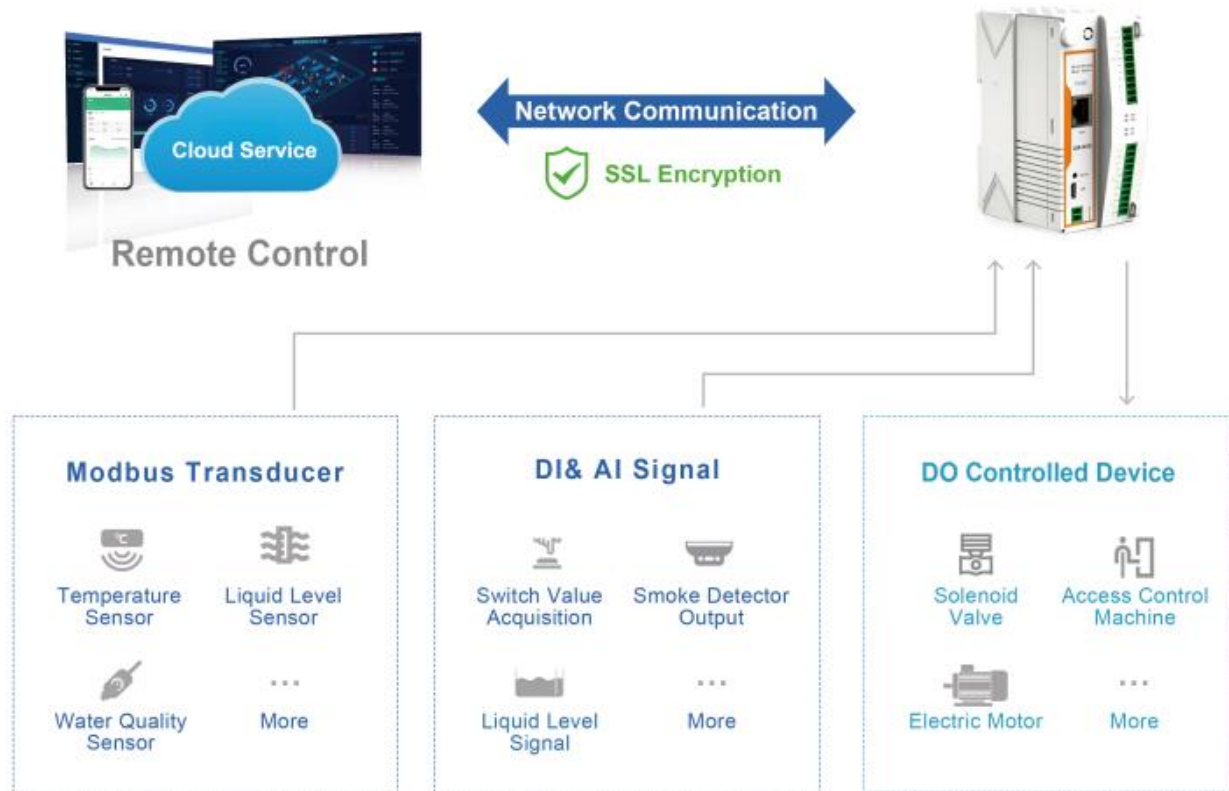 Cloud Service
Network Communication
SSL Encryption
Remote Control
Modbus Transducer
°C
Temperature
Sensor
Liquid Level
Sensor
Water Quality
Sensor
...
More
DI& AI Signal
Switch Value
Acquisition
Smoke Detector
Output
Liquid Level
Signal
...
More
DO Controlled Device
Solenoid
Valve
Access Control
Machine
Electric Motor
...
More